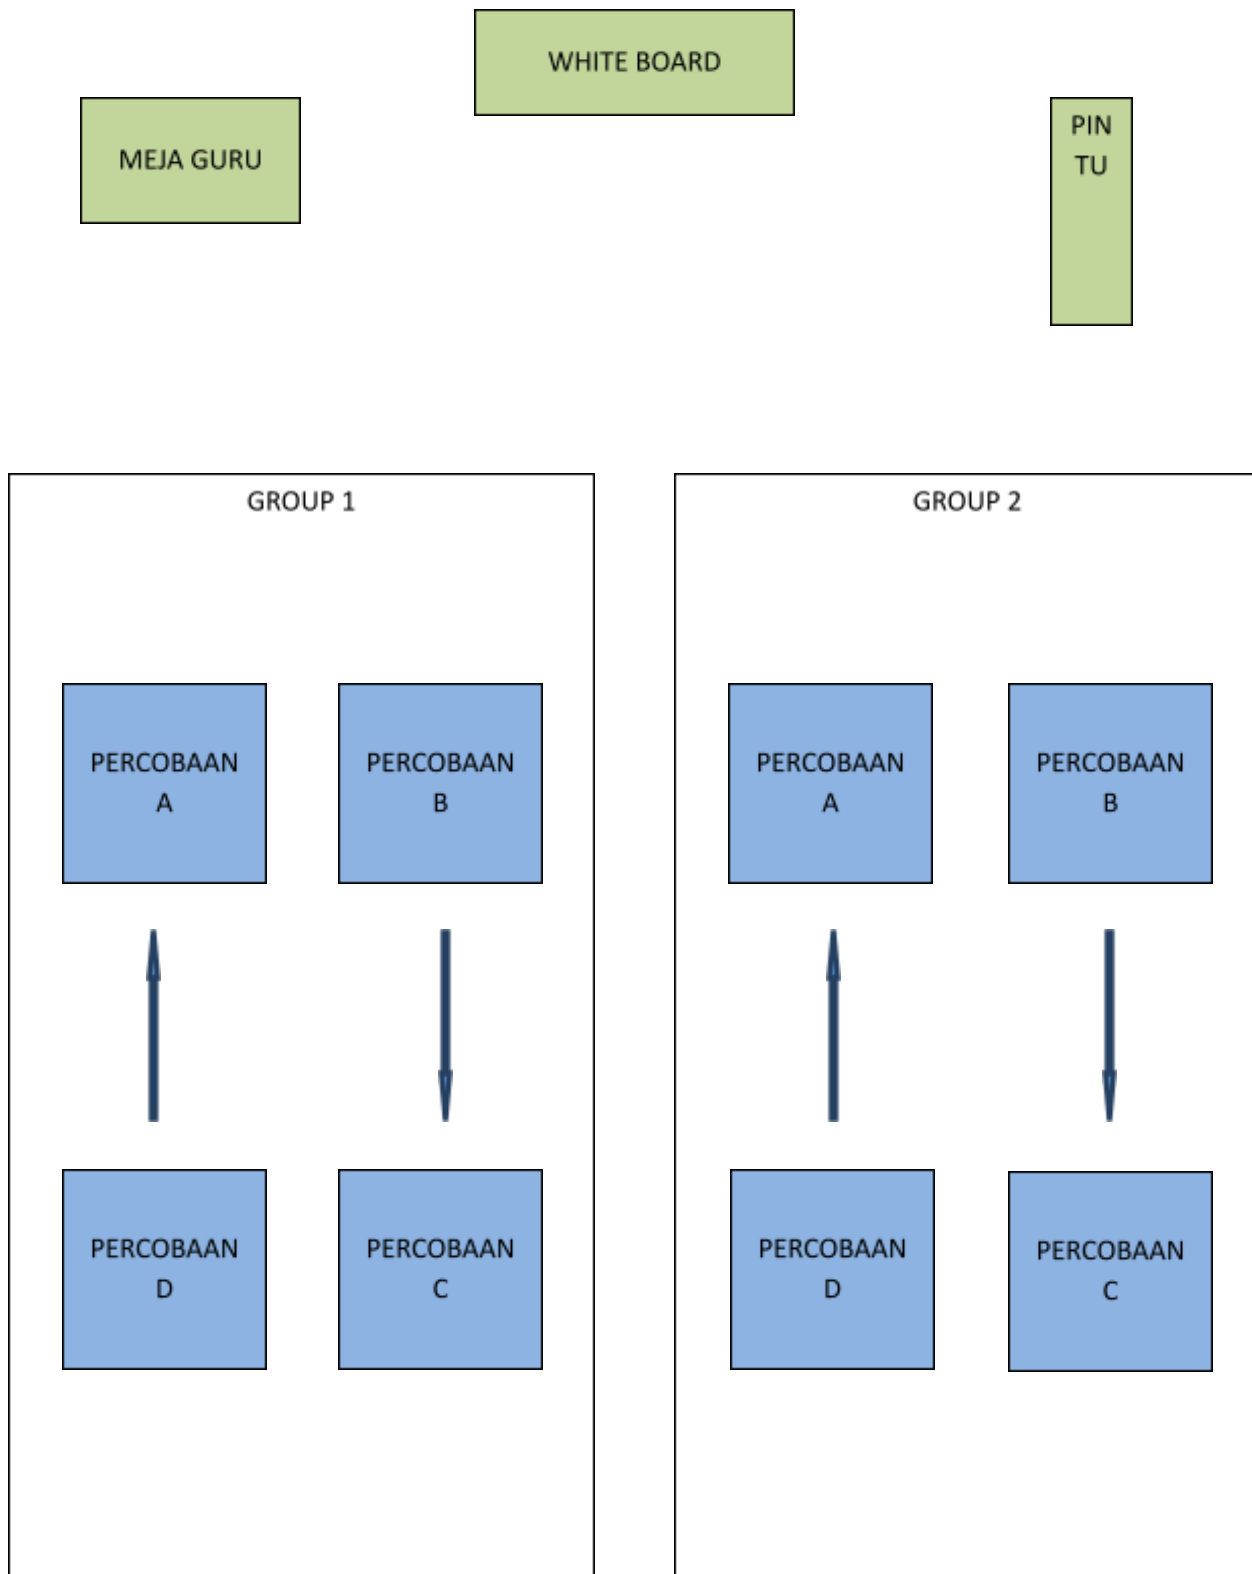 WHITE BOARD
MEJA GURU
PIN
TU
GROUP 1
GROUP 2
PERCOBAAN
A
PERCOBAAN
B
PERCOBAAN
A
PERCOBAAN
B
PERCOBAAN
D
PERCOBAAN
C
PERCOBAAN
D
PERCOBAAN
C